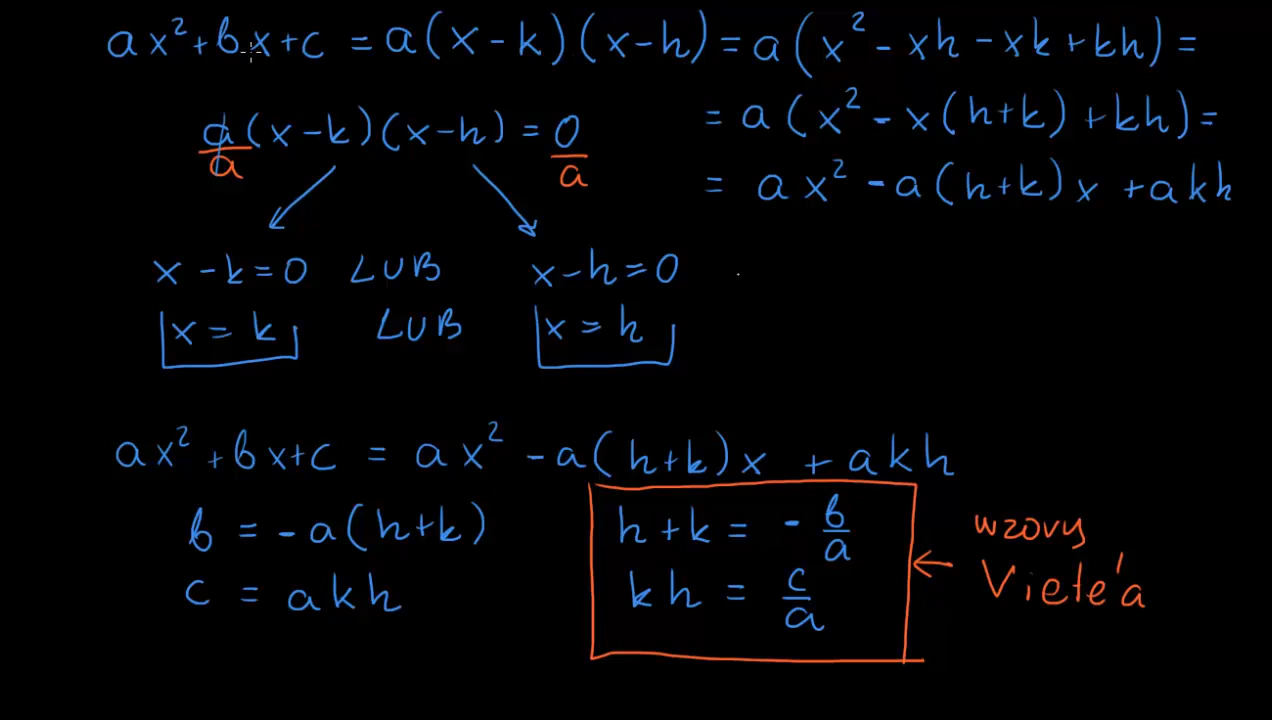 ax² + bx + c = a(x - k)(x - h) = a(x² - xh - xk + kh) =
a/a (x - k)(x - h) = 0/a
= a(x² - x(h+k) + kh) =
= ax² - a(h+k)x + akh
x - k = 0 LUB x - h = 0
x = k LUB x = h
ax² + bx + c = ax² - a(h+k)x + akh
b = -a(h+k)
c = akh
h + k = - b/a
kh = c/a
wzory
Viete'a